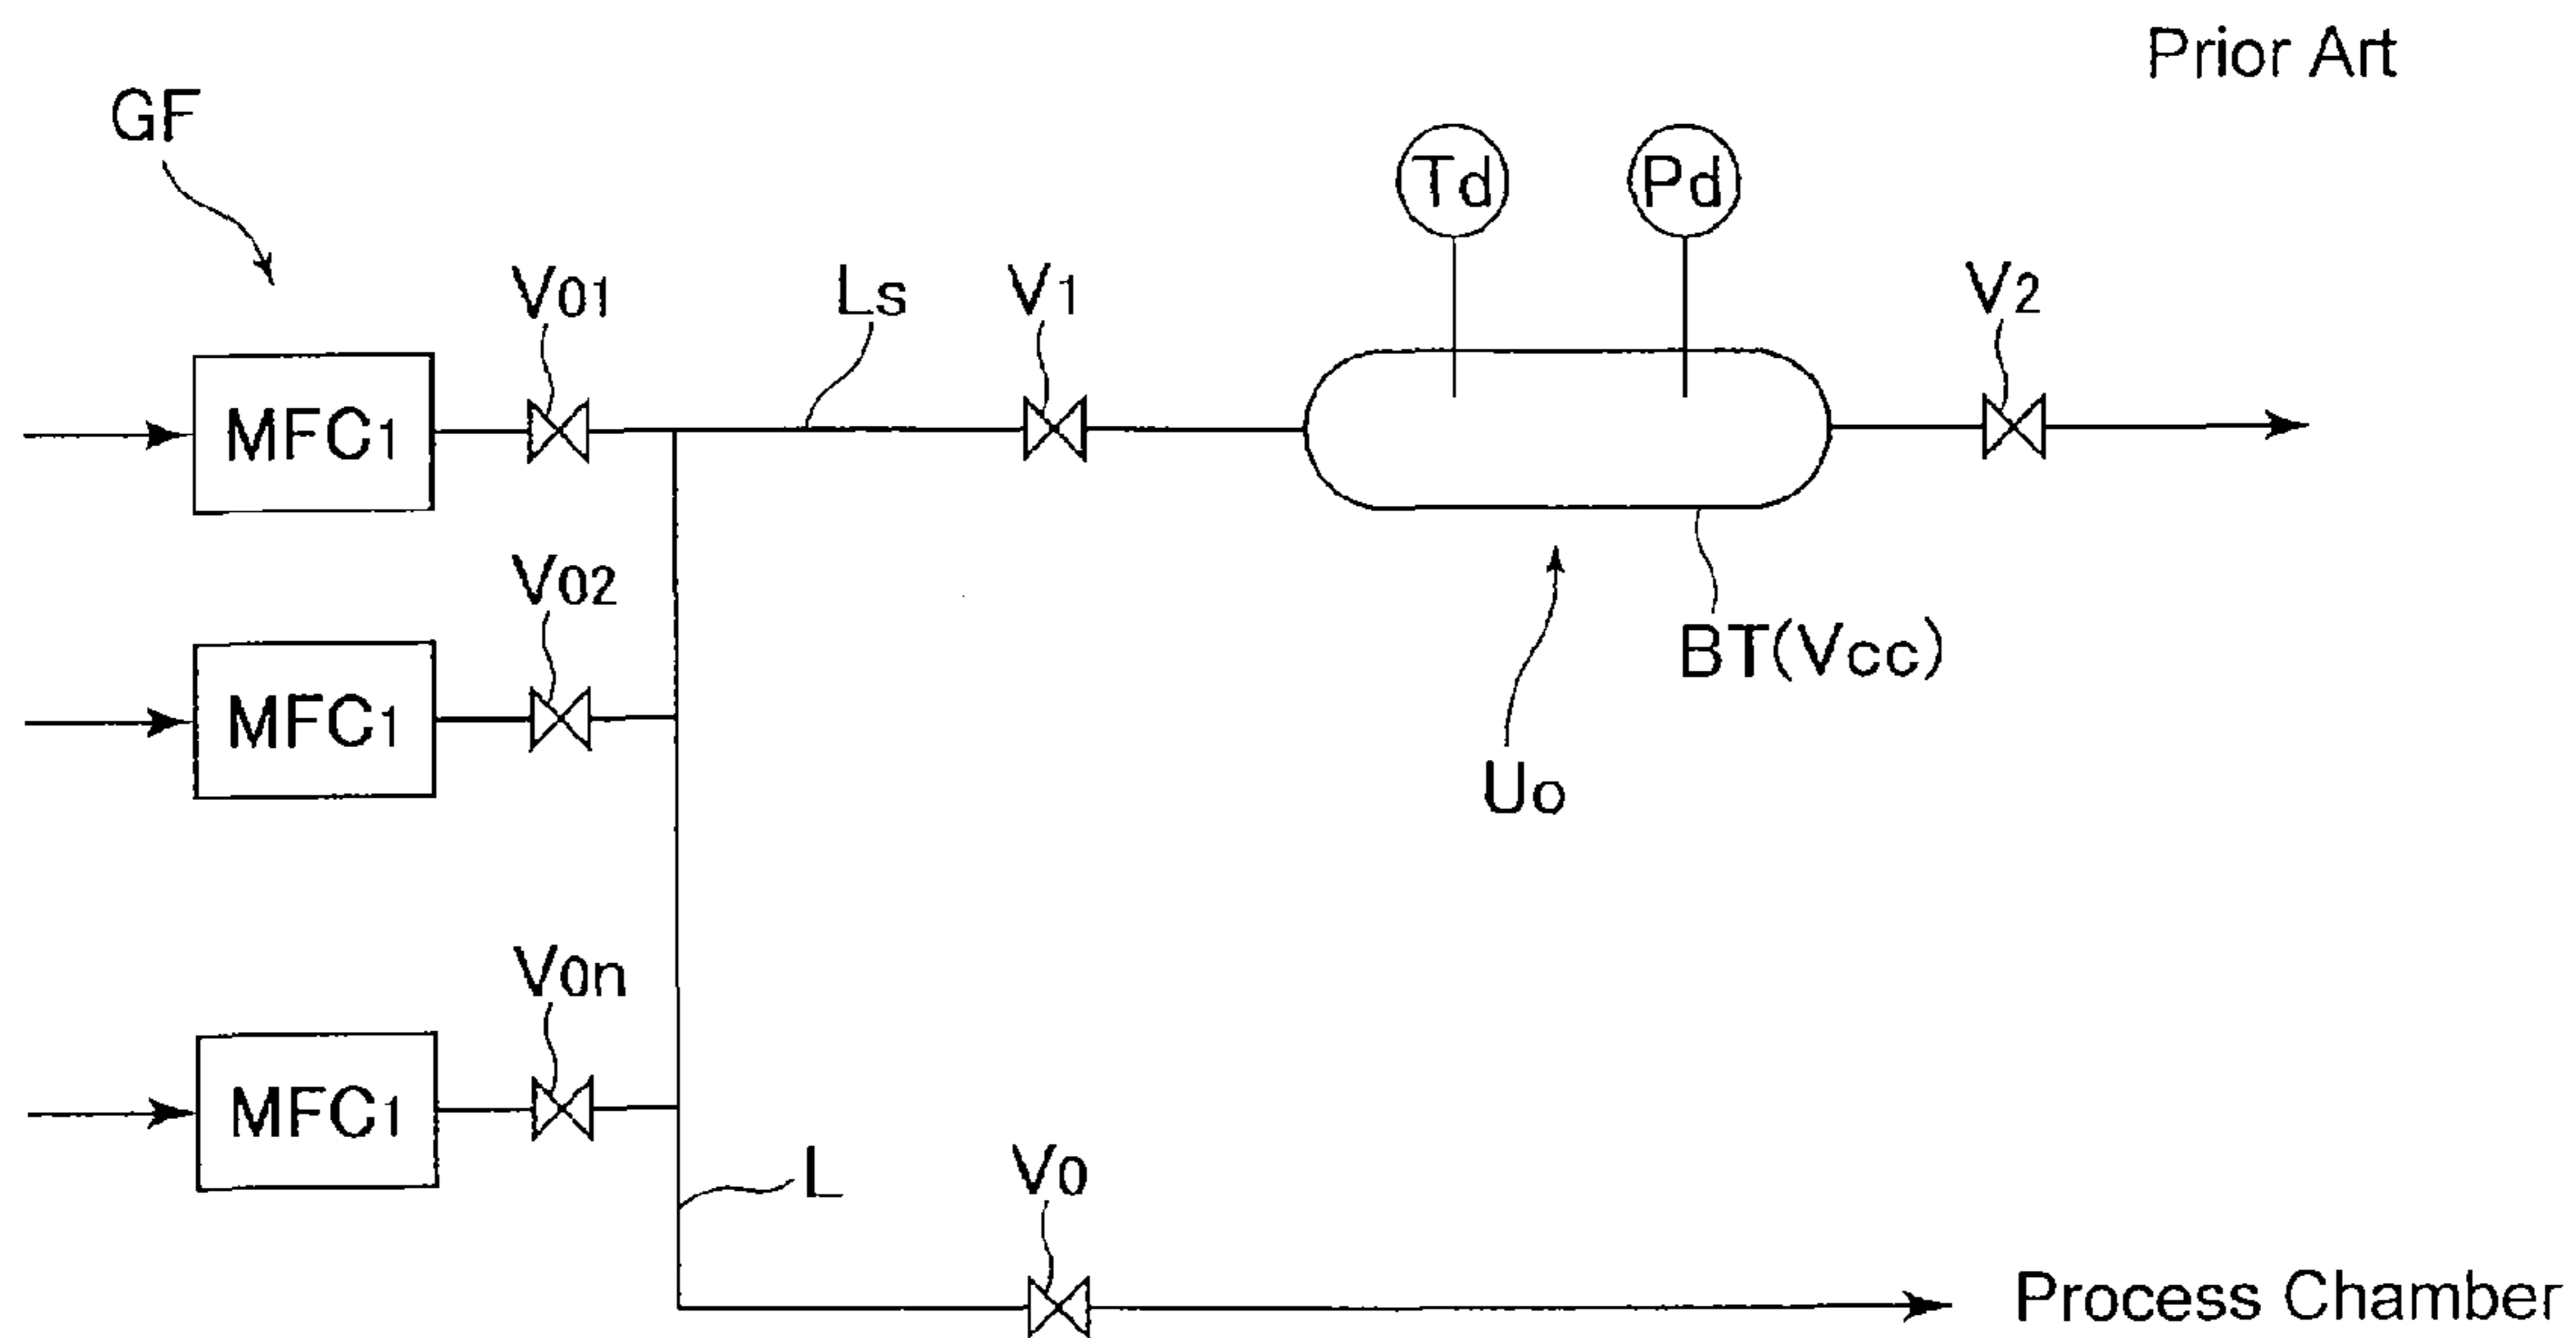 Prior Art
GF
Td
Pd
V01
Ls
V1
V2
MFC1
V02
BT(Vcc)
MFC1
Uo
V0n
MFC1
L
V0
Process Chamber